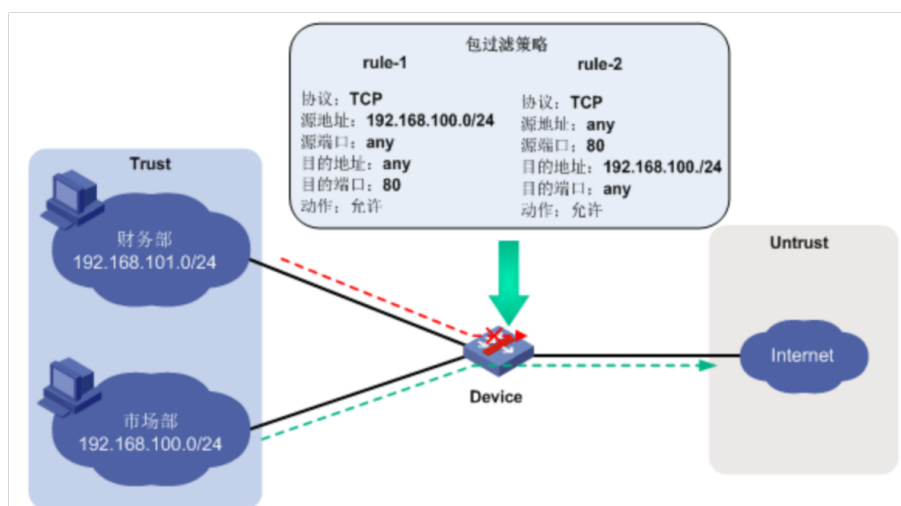 包过滤策略
rule-1
协议：TCP
源地址：192.168.100.0/24
源端口：any
目的地址：any
目的端口：80
动作：允许
rule-2
协议：TCP
源地址：any
源端口：80
目的地址：192.168.100./24
目的端口：any
动作：允许
Trust
财务部
192.168.101.0/24
市场部
192.168.100.0/24
Device
Untrust
Internet